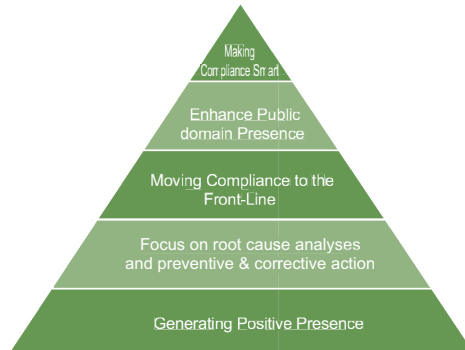 Making
Compliance Smart
Enhance Public
domain Presence
Moving Compliance to the
Front-Line
Focus on root cause analyses
and preventive & corrective action
Generating Positive Presence